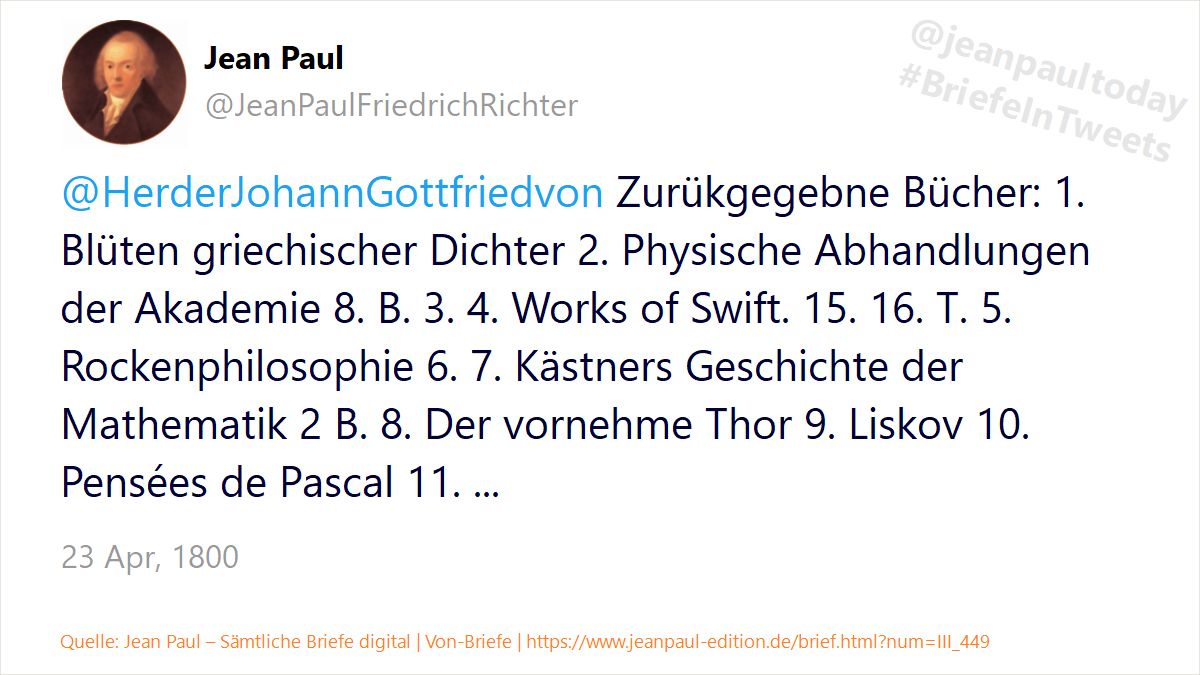 Jean Paul
@JeanPaulFriedrichRichter
@jeanpaultoday
#BriefeInTweets
@HerderJohannGottfriedvon Zurükgegebne Bücher: 1.
Blüten griechischer Dichter 2. Physische Abhandlungen
der Akademie 8. B. 3. 4. Works of Swift. 15. 16. T. 5.
Rockenphilosophie 6. 7. Kästners Geschichte der
Mathematik 2 B. 8. Der vornehme Thor 9. Liskov 10.
Pensées de Pascal 11. ...
23 Apr, 1800
Quelle: Jean Paul – Sämtliche Briefe digital | Von-Briefe | https://www.jeanpaul-edition.de/brief.html?num=III_449